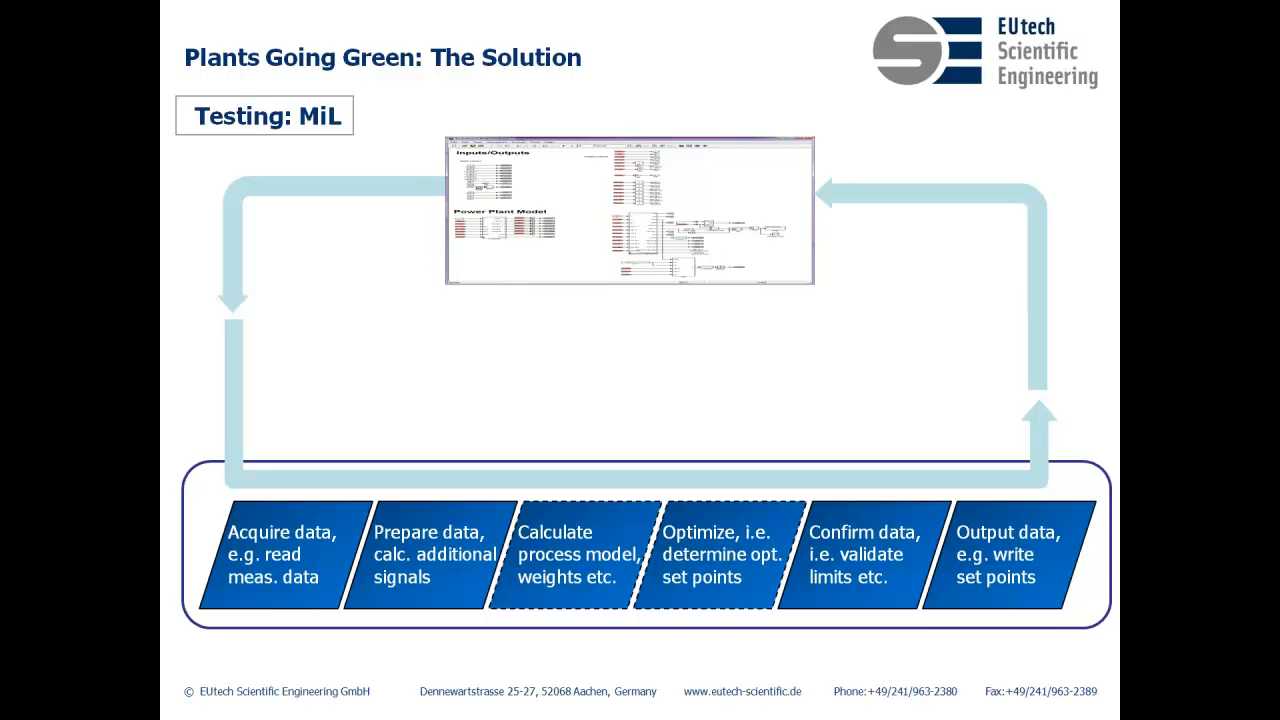 Plants Going Green: The Solution
EUtech
Scientific
Engineering
Testing: MiL
Inputs/Outputs
Power Plant Model
Acquire data,
e.g. read
meas. data
Prepare data,
calc. additional
signals
Calculate
process model,
weights etc.
Optimize, i.e.
determine opt.
set points
Confirm data,
i.e. validate
limits etc.
Output data,
e.g. write
set points
© EUtech Scientific Engineering GmbH
Dennewartstrasse 25-27, 52068 Aachen, Germany
www.eutech-scientific.de
Phone:+49/241/963-2380
Fax:+49/241/963-2389